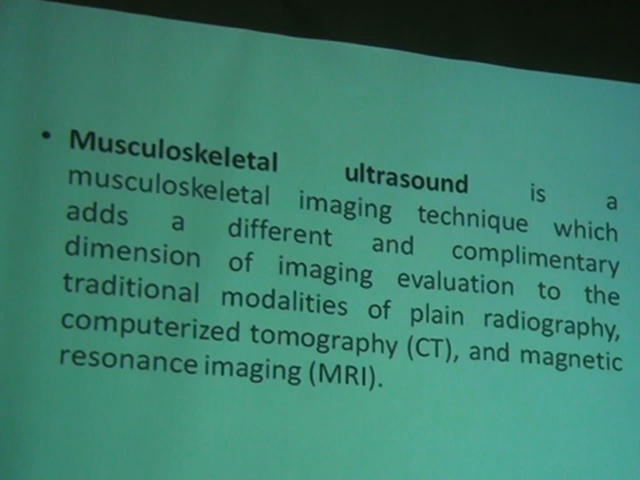 • Musculoskeletal ultrasound is a
musculoskeletal imaging technique which
adds a different and complimentary
dimension of imaging evaluation to the
traditional modalities of plain radiography,
computerized tomography (CT), and magnetic
resonance imaging (MRI).